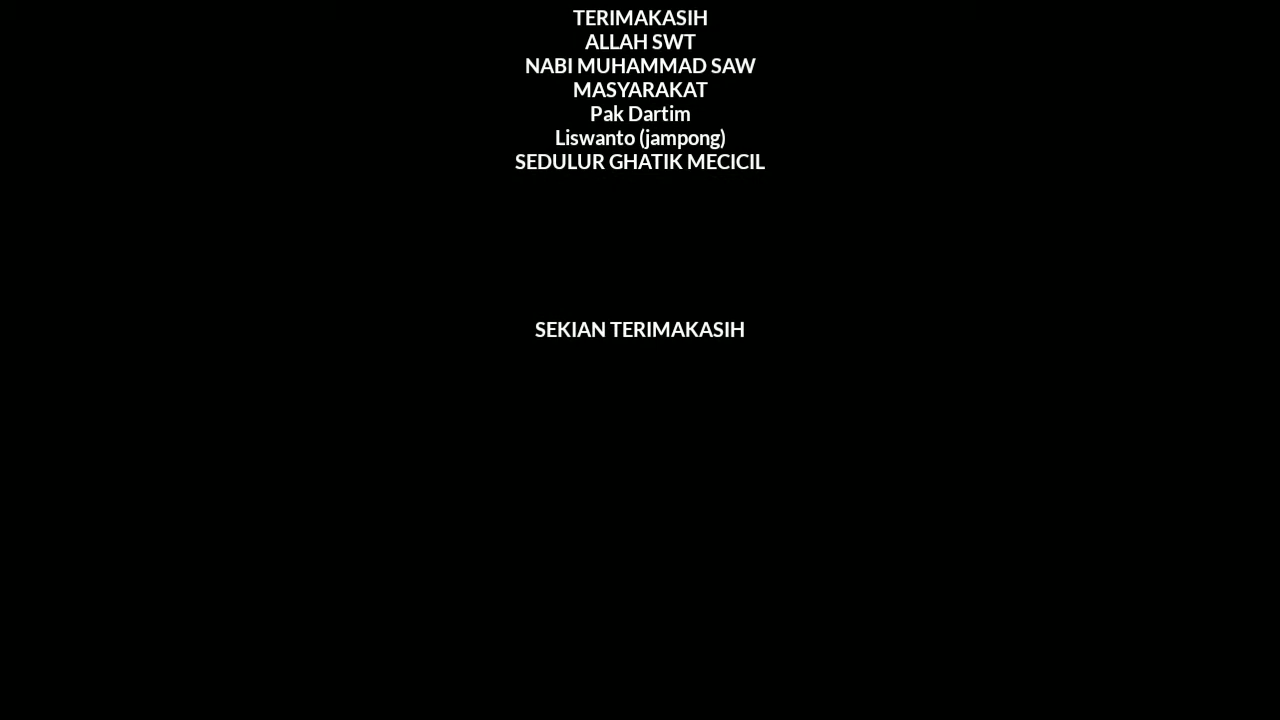 TERIMAKASIH
ALLAH SWT
NABI MUHAMMAD SAW
MASYARAKAT
Pak Dartim
Liswanto (jampong)
SEDULUR GHATIK MECICIL
SEKIAN TERIMAKASIH